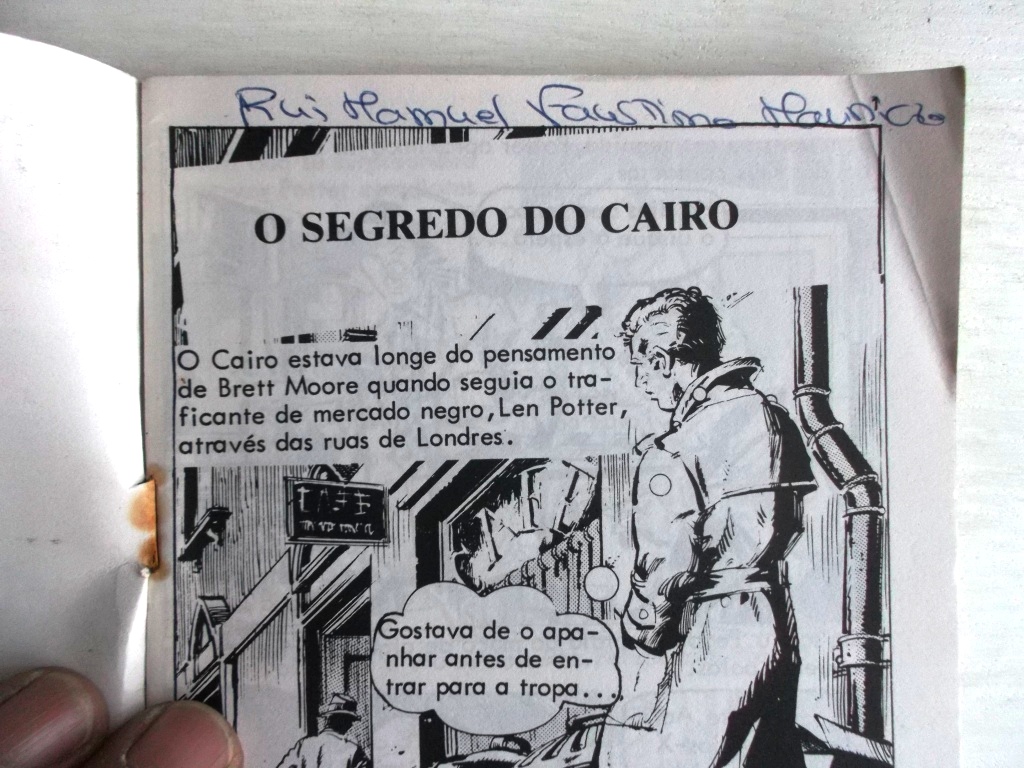 Rui Manuel Faustino Maurício
O SEGREDO DO CAIRO
O Cairo estava longe do pensamento
de Brett Moore quando seguia o tra-
ficante de mercado negro, Len Potter,
através das ruas de Londres.
CAFE
Gostava de o apa-
nhar antes de en-
trar para a tropa...